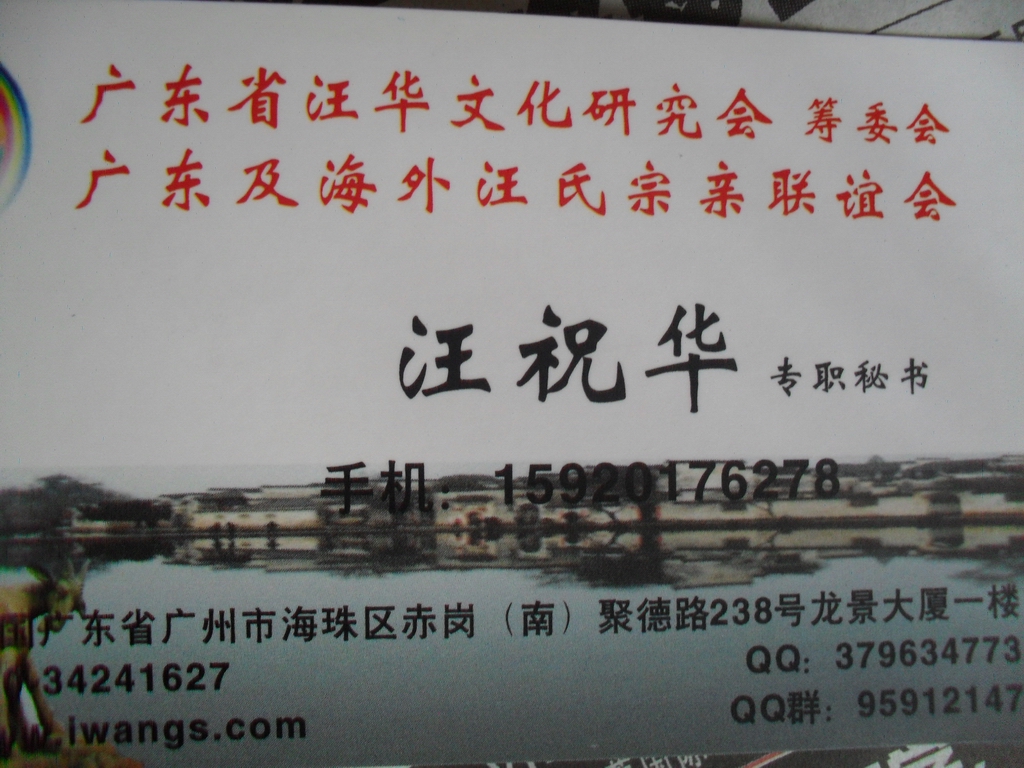 广东省汪华文化研究会 筹委会
广东及海外汪氏宗亲联谊会
汪祝华 专职秘书
手机：15920176278
广东省广州市海珠区赤岗（南）聚德路238号龙景大厦一楼
34241627
QQ：379634773
.iwangs.com
QQ群：95912147